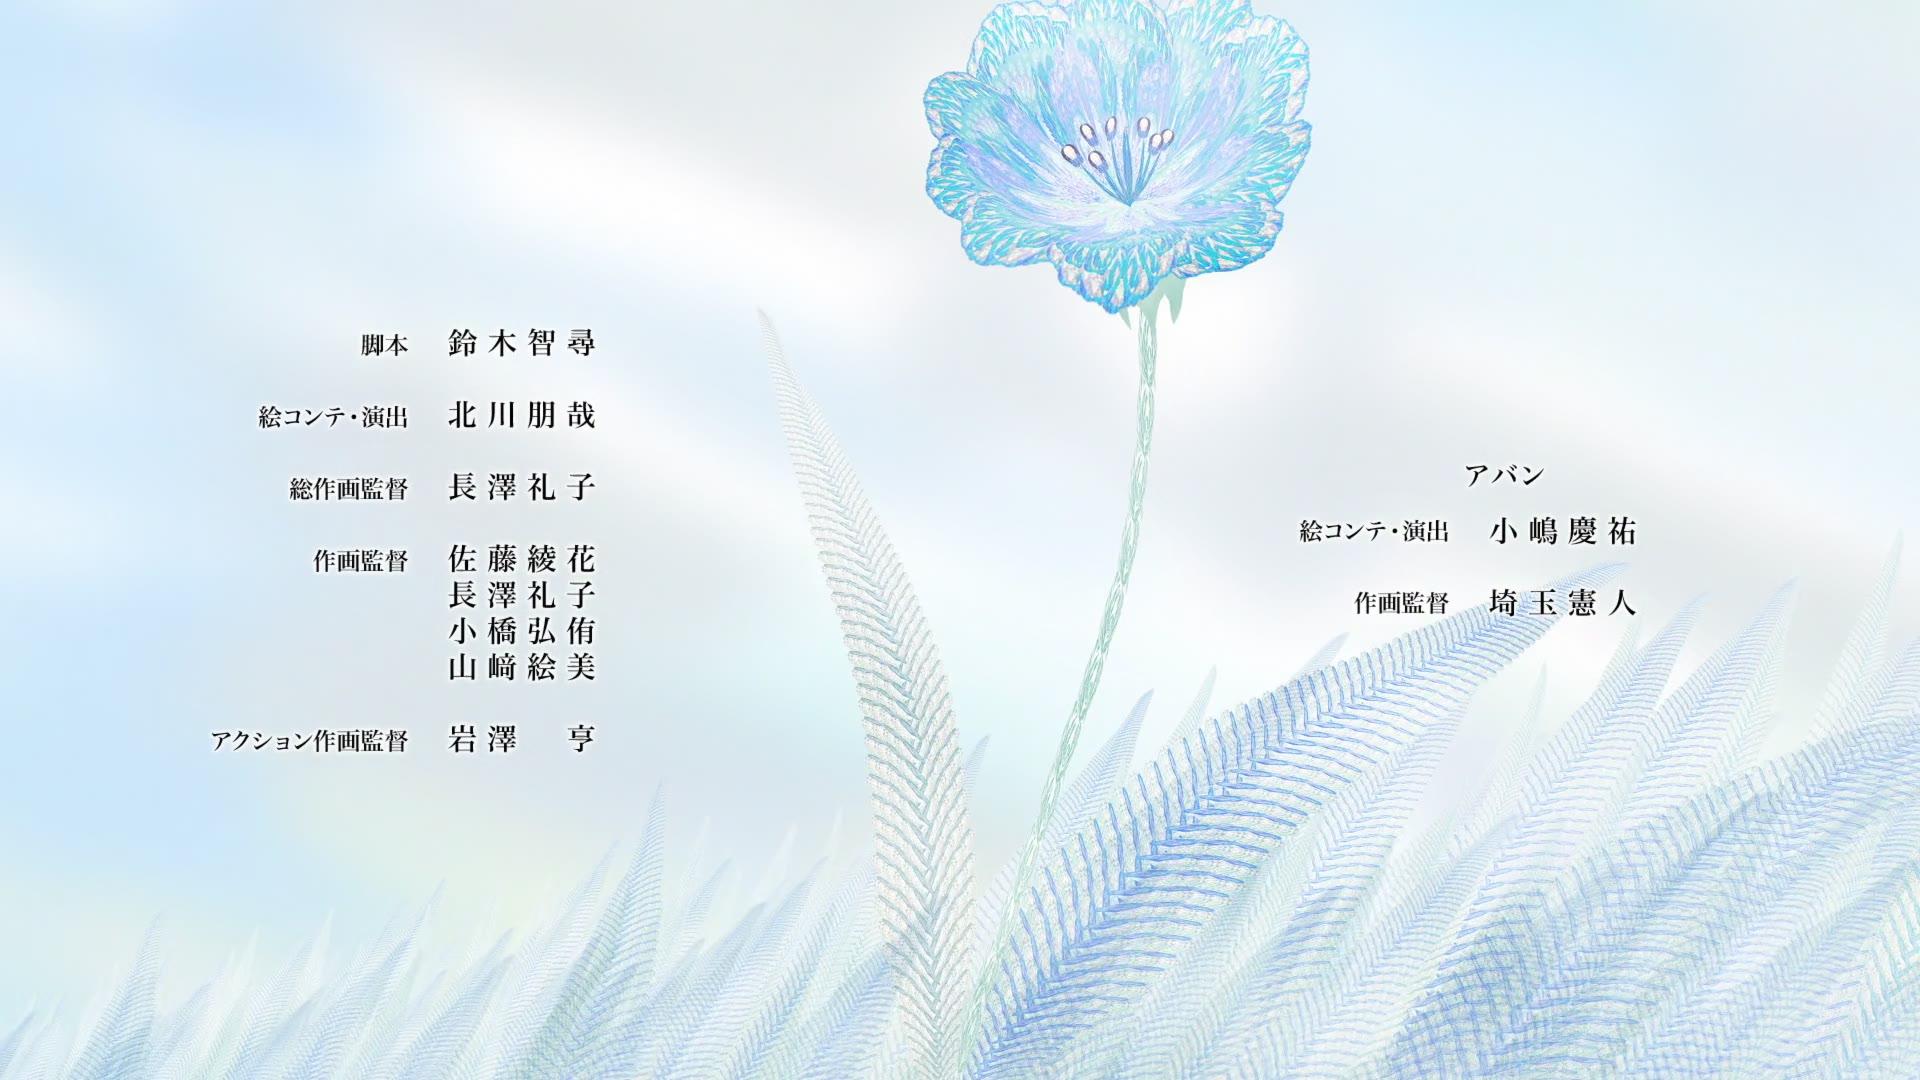 脚本 鈴木智尋
絵コンテ・演出 北川朋哉
総作画監督 長澤礼子
作画監督 佐藤綾花
長澤礼子
小橋弘侑
山﨑絵美
アクション作画監督 岩澤 亨
アバン
絵コンテ・演出 小嶋慶祐
作画監督 埼玉憲人